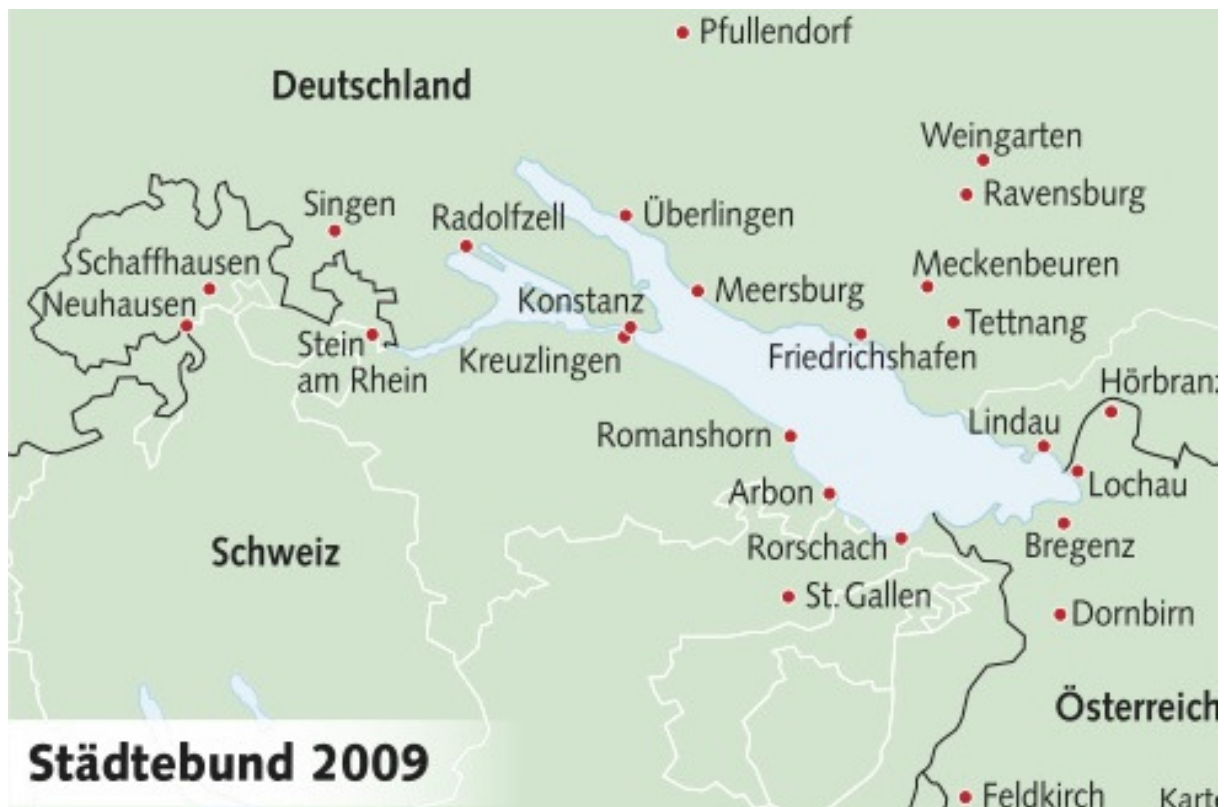 Pfullendorf
Deutschland
Weingarten
Ravensburg
Singen
Radolfzell
Überlingen
Schaffhausen
Meckenbeuren
Neuhausen
Konstanz
Meersburg
Tettnang
Stein
am Rhein
Kreuzlingen
Friedrichshafen
Hörbranz
Romanshorn
Lindau
Arbon
Lochau
Schweiz
Rorschach
Bregenz
St. Gallen
Dornbirn
Österreich
Städtebund 2009
Feldkirch
Karte